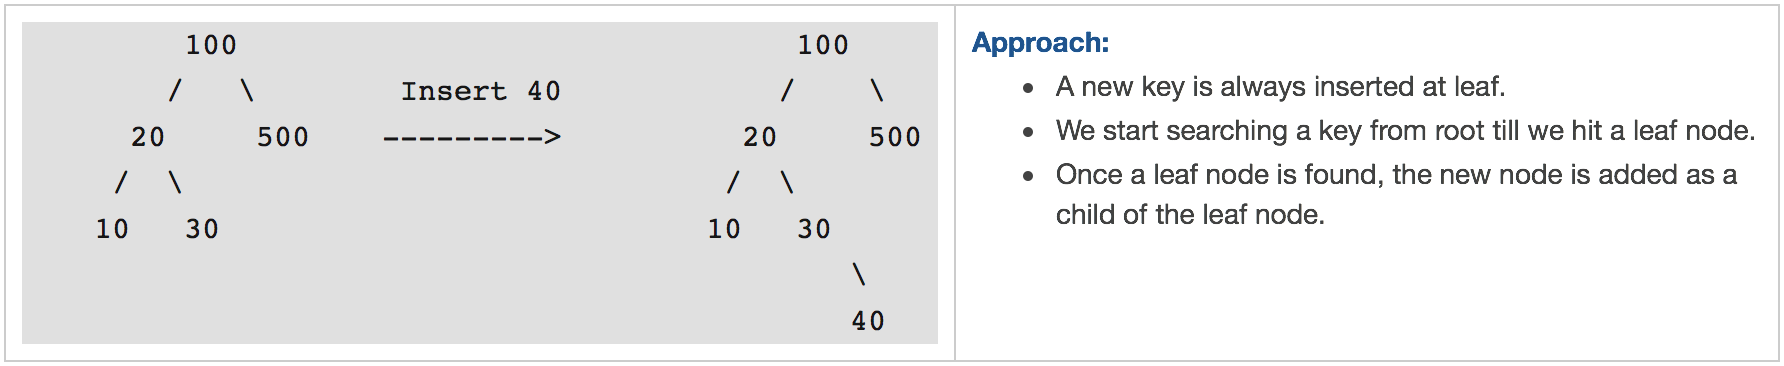 100 100
/ \ Insert 40 / \
20 500 ---------> 20 500
/ \ / \
10 30 10 30
\
40
Approach:
• A new key is always inserted at leaf.
• We start searching a key from root till we hit a leaf node.
• Once a leaf node is found, the new node is added as a
child of the leaf node.